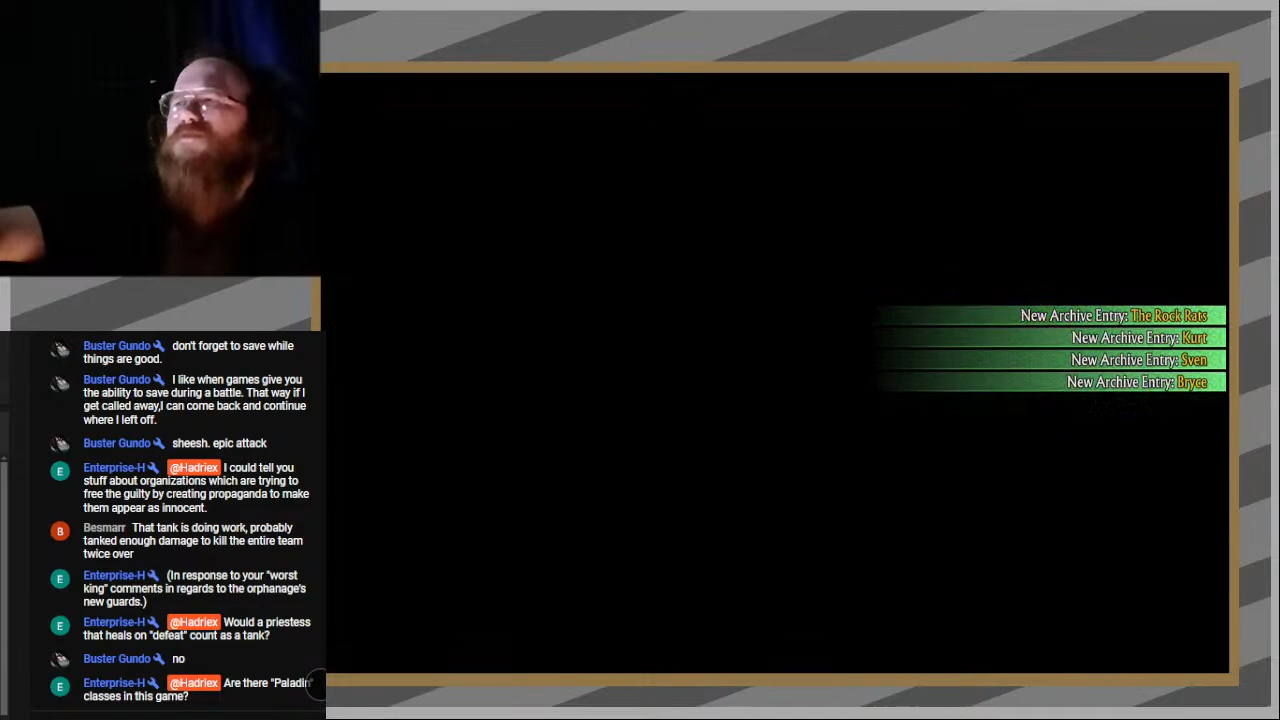 Buster Gundo don't forget to save while
things are good.
Buster Gundo I like when games give you
the ability to save during a battle. That way if I
get called away,I can come back and continue
where I left off.
Buster Gundo sheesh. epic attack
E Enterprise-H @Hadriex I could tell you
stuff about organizations which are trying to
free the guilty by creating propaganda to make
them appear as innocent.
B Besmarr That tank is doing work, probably
tanked enough damage to kill the entire team
twice over
E Enterprise-H (In response to your "worst
king" comments in regards to the orphanage's
new guards.)
E Enterprise-H @Hadriex Would a priestess
that heals on "defeat" count as a tank?
Buster Gundo no
E Enterprise-H @Hadriex Are there "Paladin"
classes in this game?
New Archive Entry: The Rock Rats
New Archive Entry: Kurt
New Archive Entry: Sven
New Archive Entry: Bryce